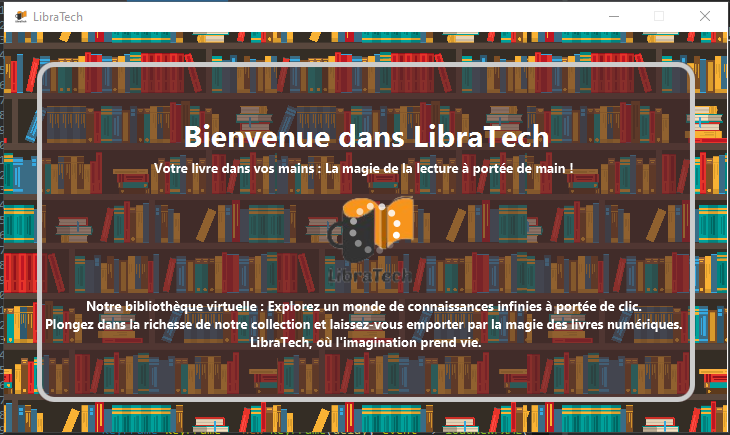 LibraTech
Bienvenue dans LibraTech
Votre livre dans vos mains : La magie de la lecture à portée de main !
LibraTech
Notre bibliothèque virtuelle : Explorez un monde de connaissances infinies à portée de clic.
Plongez dans la richesse de notre collection et laissez-vous emporter par la magie des livres numériques.
LibraTech, où l'imagination prend vie.